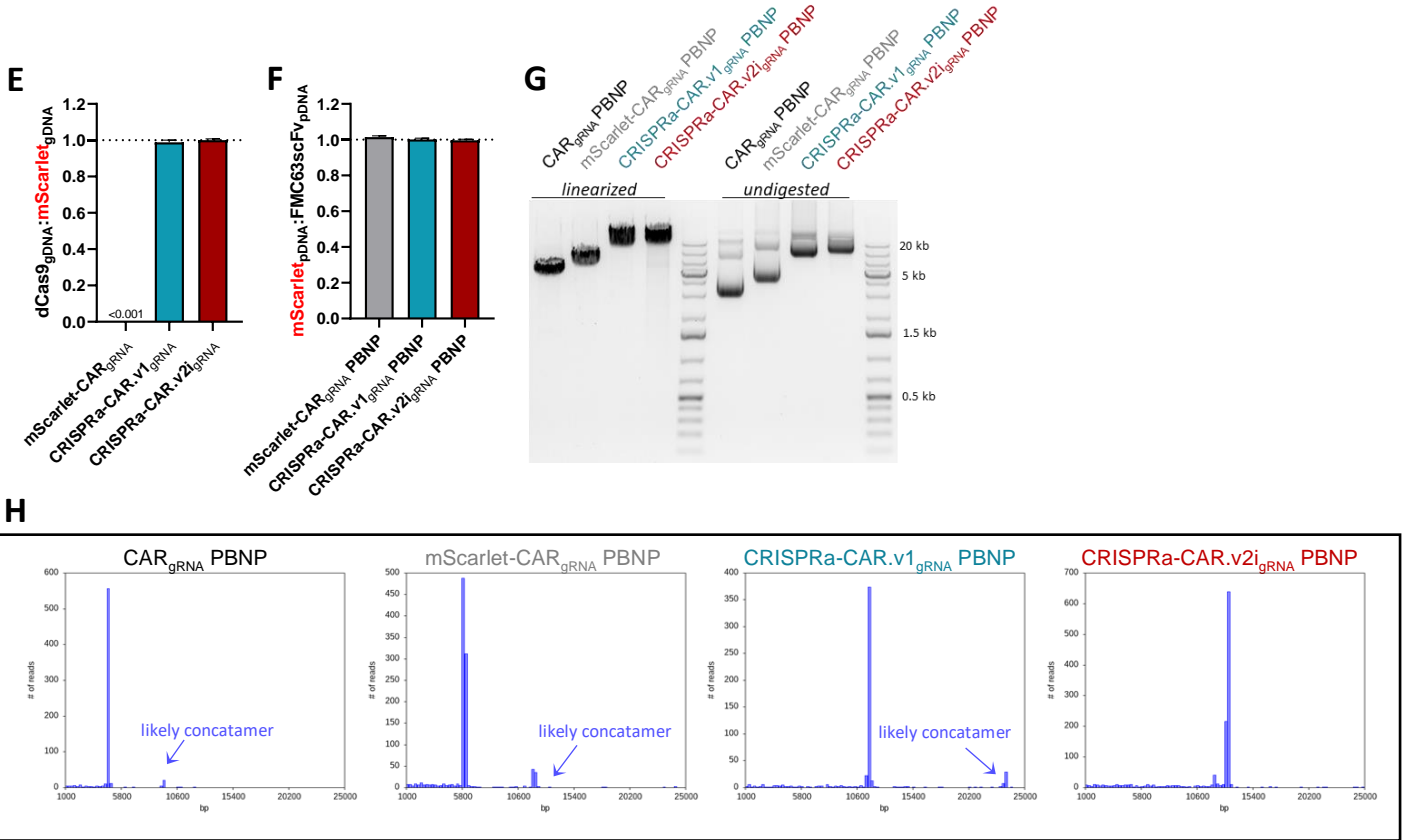 E
dCas9gDNA:mScarletgDNA
1.2
1.0
0.8
0.6
0.4
0.2
0.0
<0.001
mScarlet-CARgRNA
CRISPRa-CAR.v1gRNA
CRISPRa-CAR.v2igRNA
F
mScarletpDNA:FMC63scFvpDNA
1.2
1.0
0.8
0.6
0.4
0.2
0.0
mScarlet-CARgRNA PBNP
CRISPRa-CAR.v1gRNA PBNP
CRISPRa-CAR.v2igRNA PBNP
G
CARgRNA PBNP
mScarlet-CARgRNA PBNP
CRISPRa-CAR.v1gRNA PBNP
CRISPRa-CAR.v2igRNA PBNP
CARgRNA PBNP
mScarlet-CARgRNA PBNP
CRISPRa-CAR.v1gRNA PBNP
CRISPRa-CAR.v2igRNA PBNP
linearized
undigested
20 kb
5 kb
1.5 kb
0.5 kb
H
CARgRNA PBNP
600
500
400
300
200
100
0
# of reads
likely concatamer
1000 5800 10600 15400 20200 25000
bp
mScarlet-CARgRNA PBNP
500
450
400
350
300
250
200
150
100
50
0
# of reads
likely concatamer
1000 5800 10600 15400 20200 25000
bp
CRISPRa-CAR.v1gRNA PBNP
400
350
300
250
200
150
100
50
0
# of reads
likely concatamer
1000 5800 10600 15400 20200 25000
bp
CRISPRa-CAR.v2igRNA PBNP
700
600
500
400
300
200
100
0
# of reads
1000 5800 10600 15400 20200 25000
bp